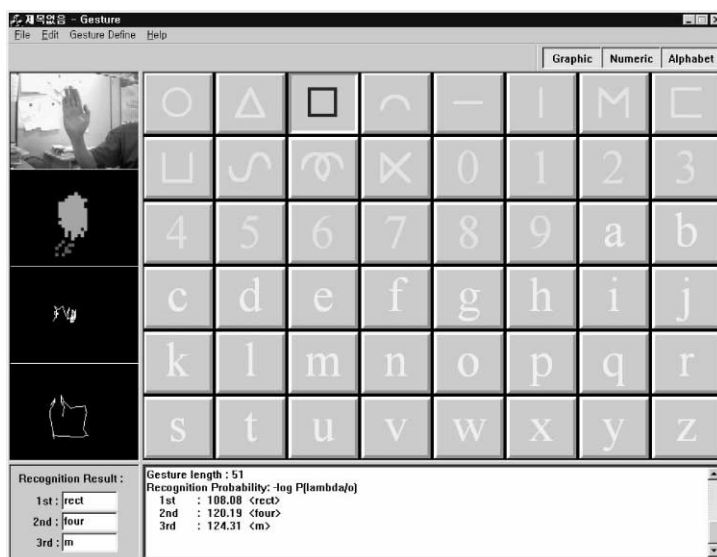 제목없음 - Gesture
File Edit Gesture Define Help
Graphic Numeric Alphabet
M
0 1 2 3
4 5 6 7 8 9 a b
c d e f g h i j
k l m n o p q r
s t u v w x y z
Recognition Result :
1st : rect
2nd : four
3rd : m
Gesture length : 51
Recognition Probability: -log P(lambda/o)
1st : 108.08 <rect>
2nd : 120.19 <four>
3rd : 124.31 <m>